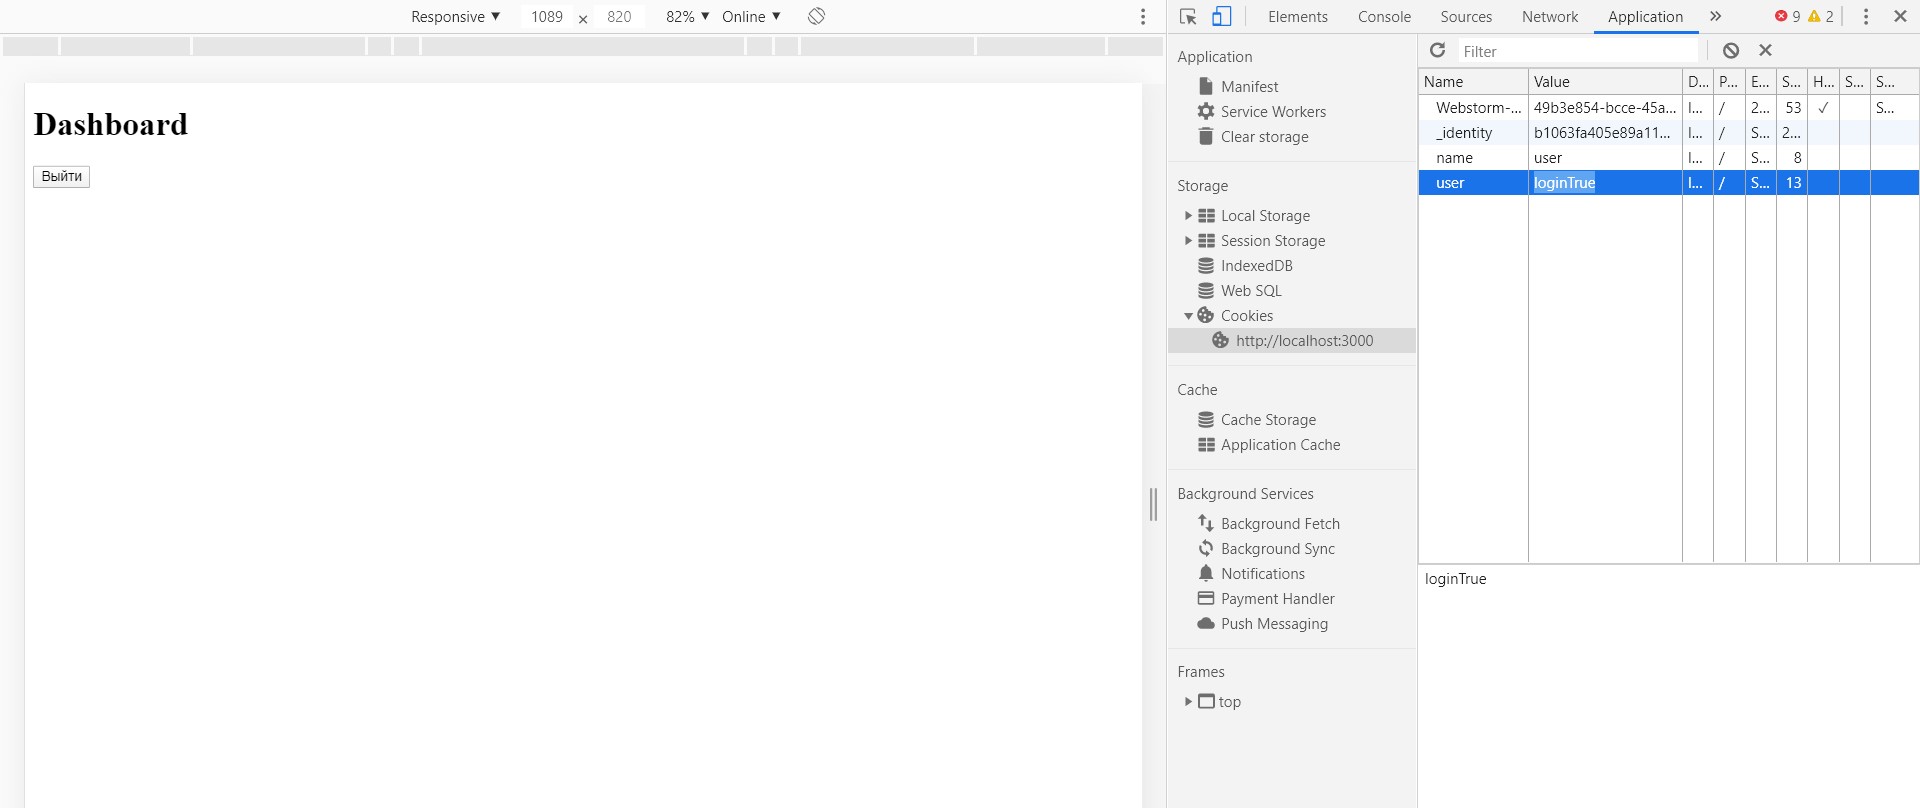 Responsive ▼ 1089 × 820 82% ▼ Online ▼
Dashboard
Выйти
Elements Console Sources Network Application » 9 2
Application
Manifest
Service Workers
Clear storage
Storage
Local Storage
Session Storage
IndexedDB
Web SQL
Cookies
http://localhost:3000
Cache
Cache Storage
Application Cache
Background Services
Background Fetch
Background Sync
Notifications
Payment Handler
Push Messaging
Frames
top
Filter
Name Value D... P... E... S... H... S... S...
Webstorm-... 49b3e854-bcce-45a... l... / 2... 53 ✓ S...
_identity b1063fa405e89a11... l... / S... 2...
name user l... / S... 8
user loginTrue l... / S... 13
loginTrue